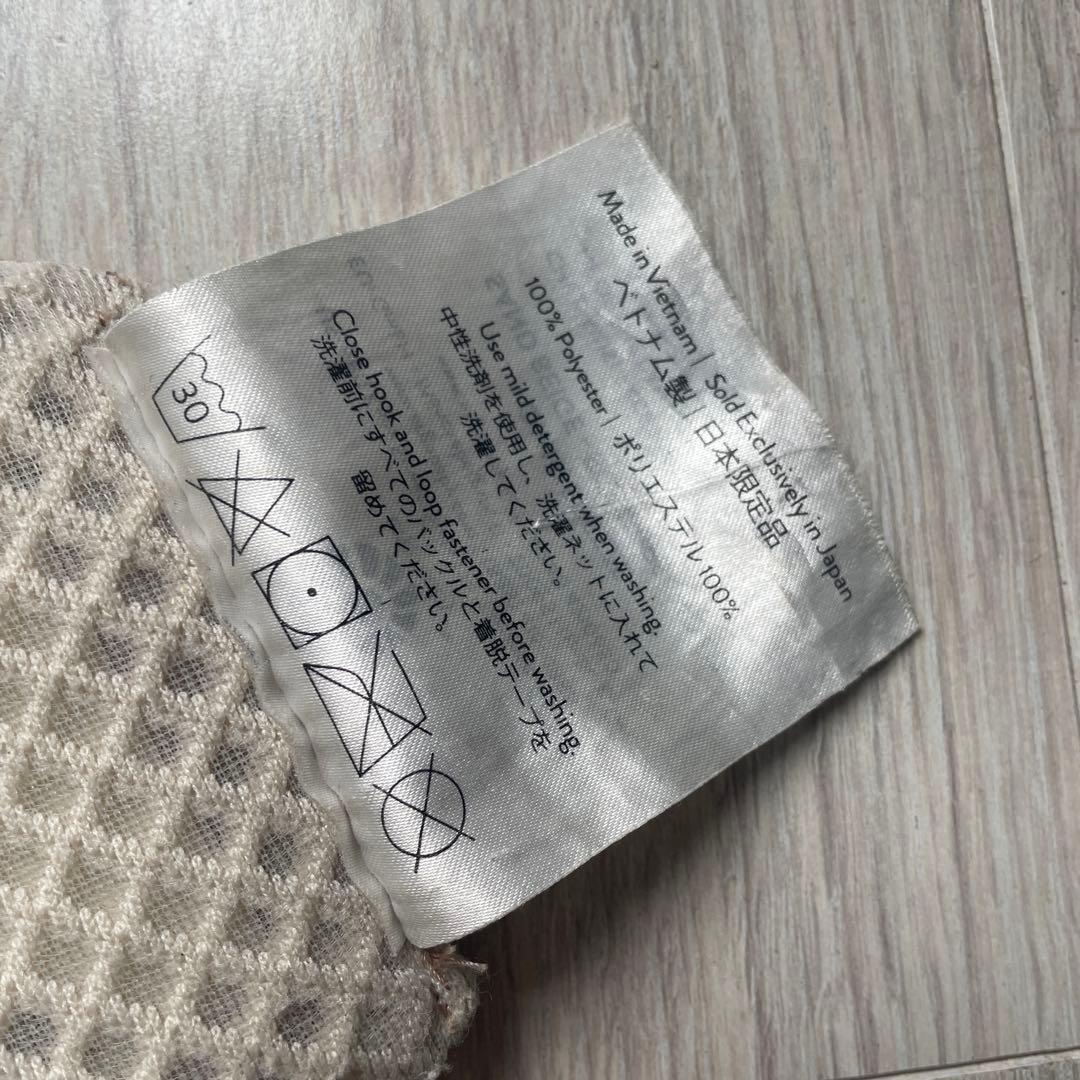 Made in Vietnam | Sold Exclusively in Japan
ベトナム製 | 日本限定品
100% Polyester | ポリエステル 100%
Use mild detergent when washing.
中性洗剤を使用し、洗濯ネットに入れて
洗濯してください。
Close hook and loop fastener before washing.
洗濯前にすべてのバックルと着脱テープを
留めてください。
30